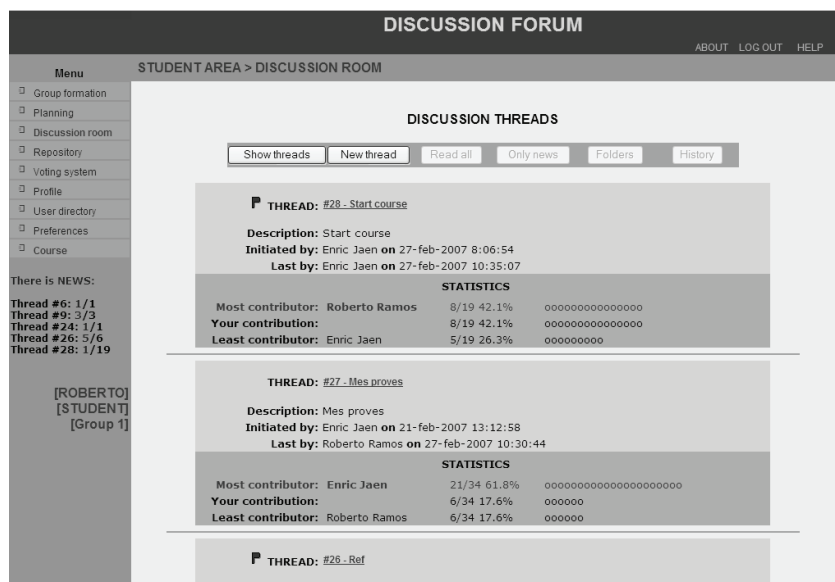 DISCUSSION FORUM
ABOUT LOG OUT HELP
Menu
Group formation
Planning
Discussion room
Repository
Voting system
Profile
User directory
Preferences
Course
There is NEWS:
Thread #6: 1/1
Thread #9: 3/3
Thread #24: 1/1
Thread #26: 5/6
Thread #28: 1/19
[ROBERTO]
[STUDENT]
[Group 1]
STUDENT AREA > DISCUSSION ROOM
DISCUSSION THREADS
Show threads New thread Read all Only news Folders History
THREAD: #28 - Start course
Description: Start course
Initiated by: Enric Jaen on 27-feb-2007 8:06:54
Last by: Enric Jaen on 27-feb-2007 10:35:07
STATISTICS
Most contributor: Roberto Ramos 8/19 42.1% ooooooooooooooo
Your contribution: 8/19 42.1% ooooooooooooooo
Least contributor: Enric Jaen 5/19 26.3% ooooooooo
THREAD: #27 - Mes proves
Description: Mes proves
Initiated by: Enric Jaen on 21-feb-2007 13:12:58
Last by: Roberto Ramos on 27-feb-2007 10:30:44
STATISTICS
Most contributor: Enric Jaen 21/34 61.8% ooooooooooooooooooooo
Your contribution: 6/34 17.6% oooooo
Least contributor: Roberto Ramos 6/34 17.6% oooooo
THREAD: #26 - Ref